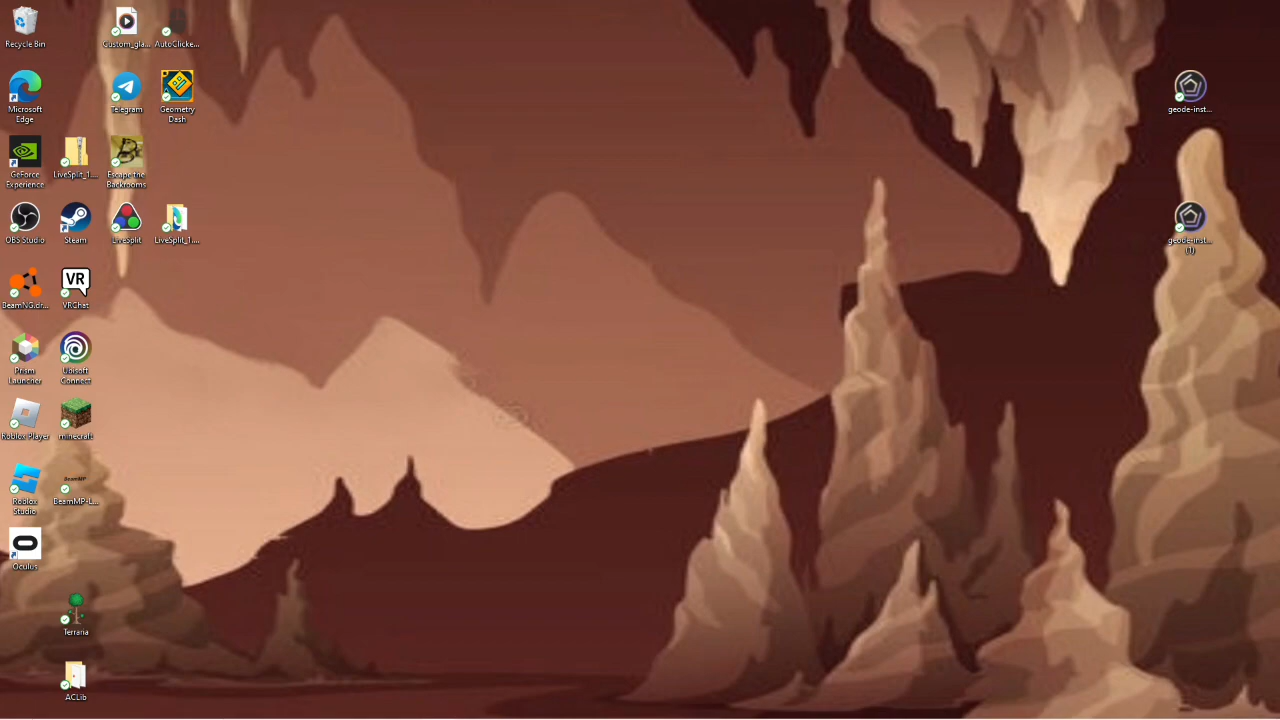 Recycle Bin
Custom_gla...
AutoClicke...
Microsoft
Edge
Telegram
Geometry
Dash
geode-inst...
GeForce
Experience
LiveSplit_1....
Escape the
Backrooms
OBS Studio
Steam
LiveSplit
LiveSplit_1....
geode-inst...
(1)
BeamNG.dr...
VR
VRChat
Prism
Launcher
Ubisoft
Connect
Roblox Player
minecraft
Roblox
Studio
BeamMP
BeamMP-L...
Oculus
Terraria
ACLib